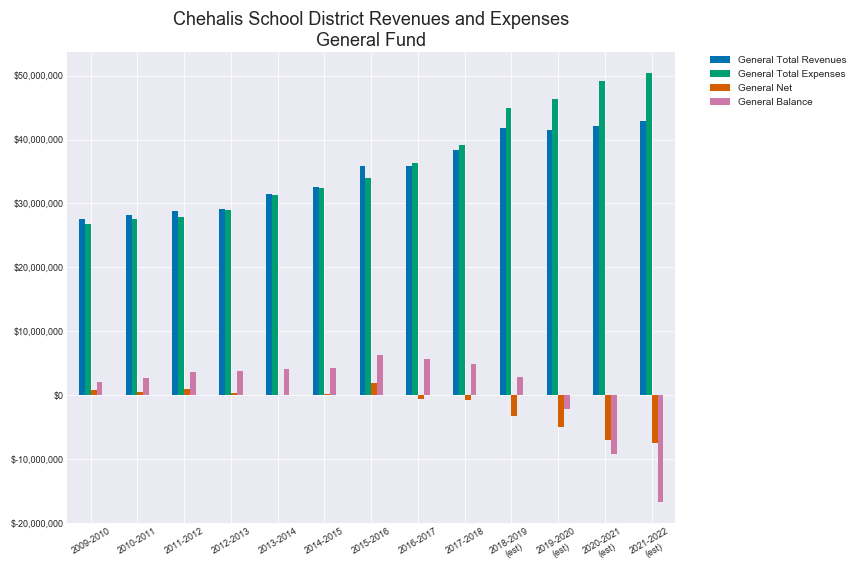 Chehalis School District Revenues and Expenses
General Fund
General Total Revenues
General Total Expenses
General Net
General Balance
$50,000,000
$40,000,000
$30,000,000
$20,000,000
$10,000,000
$0
$-10,000,000
$-20,000,000
2009-2010
2010-2011
2011-2012
2012-2013
2013-2014
2014-2015
2015-2016
2016-2017
2017-2018
2018-2019
(est)
2019-2020
(est)
2020-2021
(est)
2021-2022
(est)